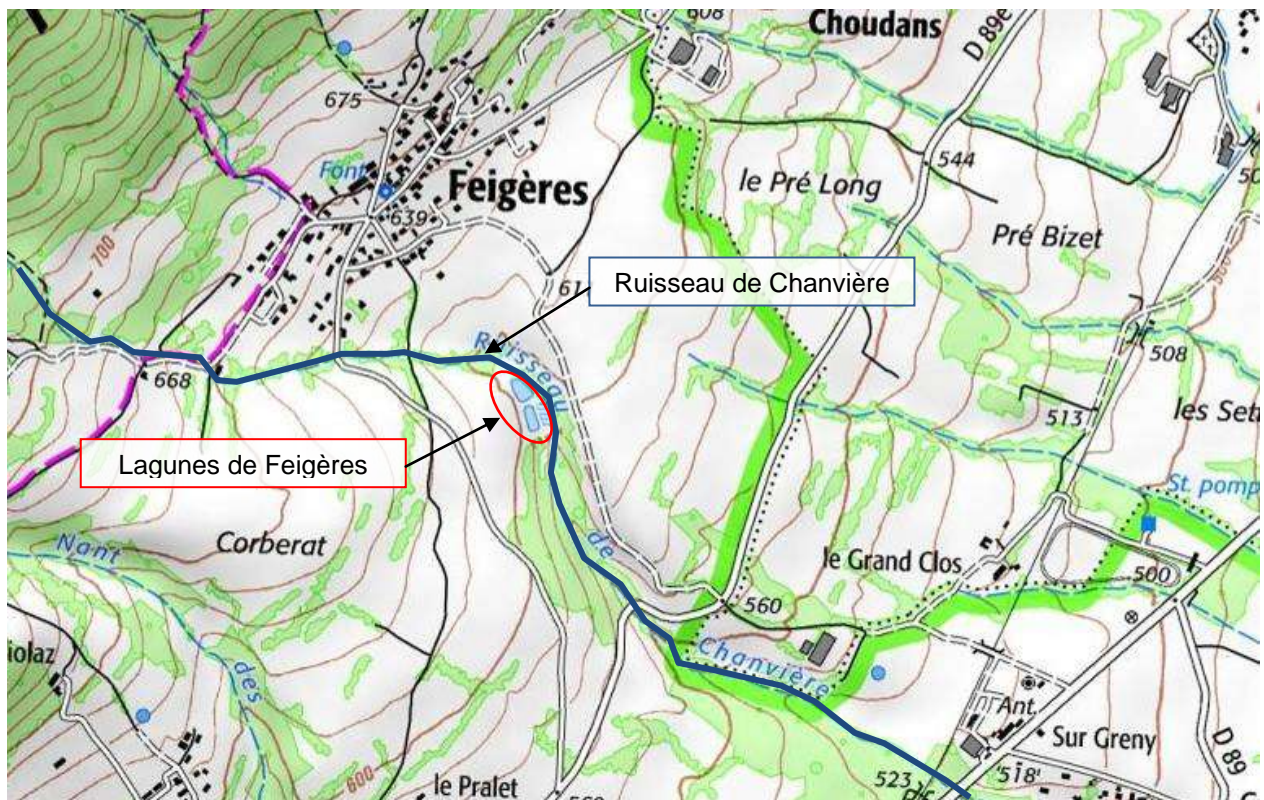 608
Choudans
D 89e
675
Font
Feigères
639
le Pré Long
544
Pré Bizet
700
Ruisseau de Chanvière
61
508
668
Ruisseau
513
les Set
Lagunes de Feigères
St. pomp
Nant
Corberat
de
le Grand Clos
500
560
iolaz
des
Chanvière
Ant.
Sur Greny
D 89
600
le Pralet
523
518